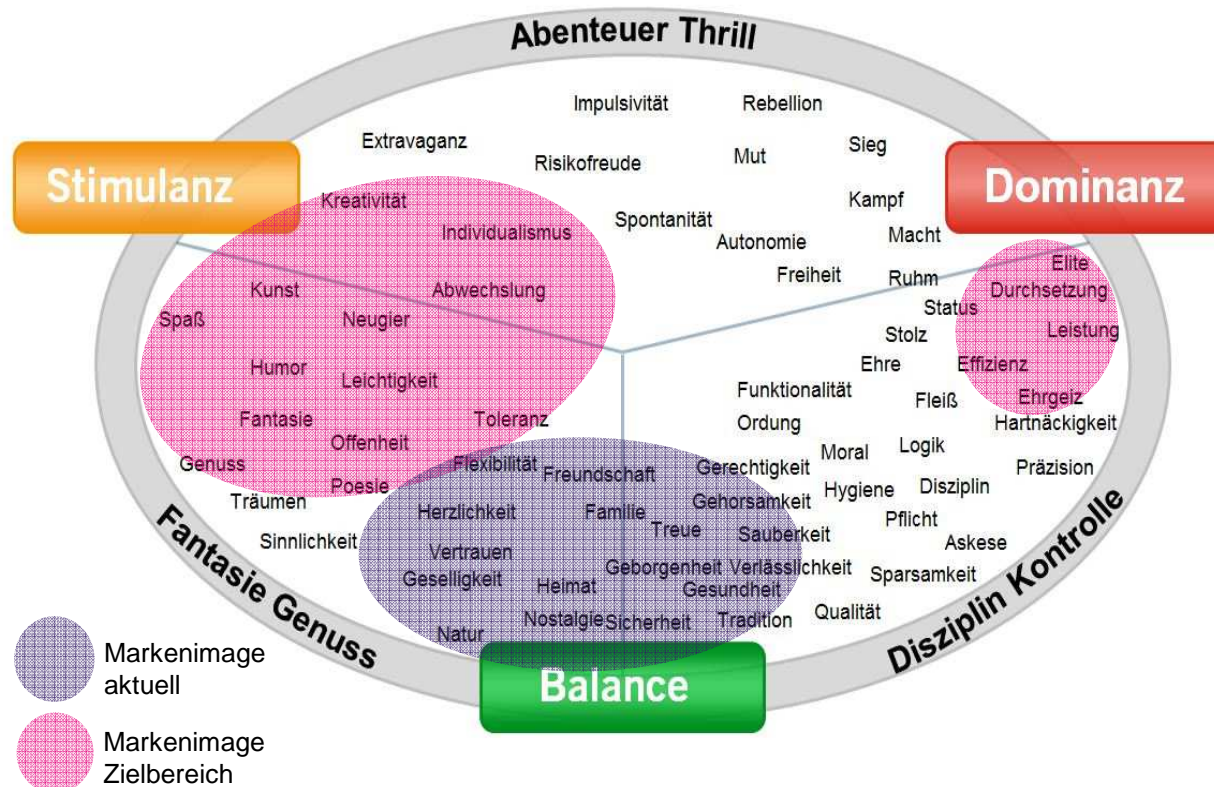 Abenteuer Thrill
Impulsivität
Rebellion
Extravaganz
Risikofreude
Mut
Sieg
Stimulanz
Dominanz
Kreativität
Kampf
Individualismus
Spontanität
Autonomie
Macht
Freiheit
Ruhm
Elite
Kunst
Abwechslung
Durchsetzung
Status
Spaß
Neugier
Stolz
Leistung
Humor
Leichtigkeit
Ehre
Effizienz
Funktionalität
Fleiß
Ehrgeiz
Fantasie
Toleranz
Ordung
Hartnäckigkeit
Offenheit
Moral
Logik
Genuss
Flexibilität
Freundschaft
Gerechtigkeit
Präzision
Poesie
Träumen
Gehorsamkeit
Hygiene
Disziplin
Herzlichkeit
Familie
Treue
Sauberkeit
Pflicht
Sinnlichkeit
Vertrauen
Askese
Geselligkeit
Heimat
Geborgenheit
Verlässlichkeit
Sparsamkeit
Gesundheit
Nostalgie
Sicherheit
Tradition
Qualität
Natur
Fantasie Genuss
Disziplin Kontrolle
Balance
Markenimage
aktuell
Markenimage
Zielbereich